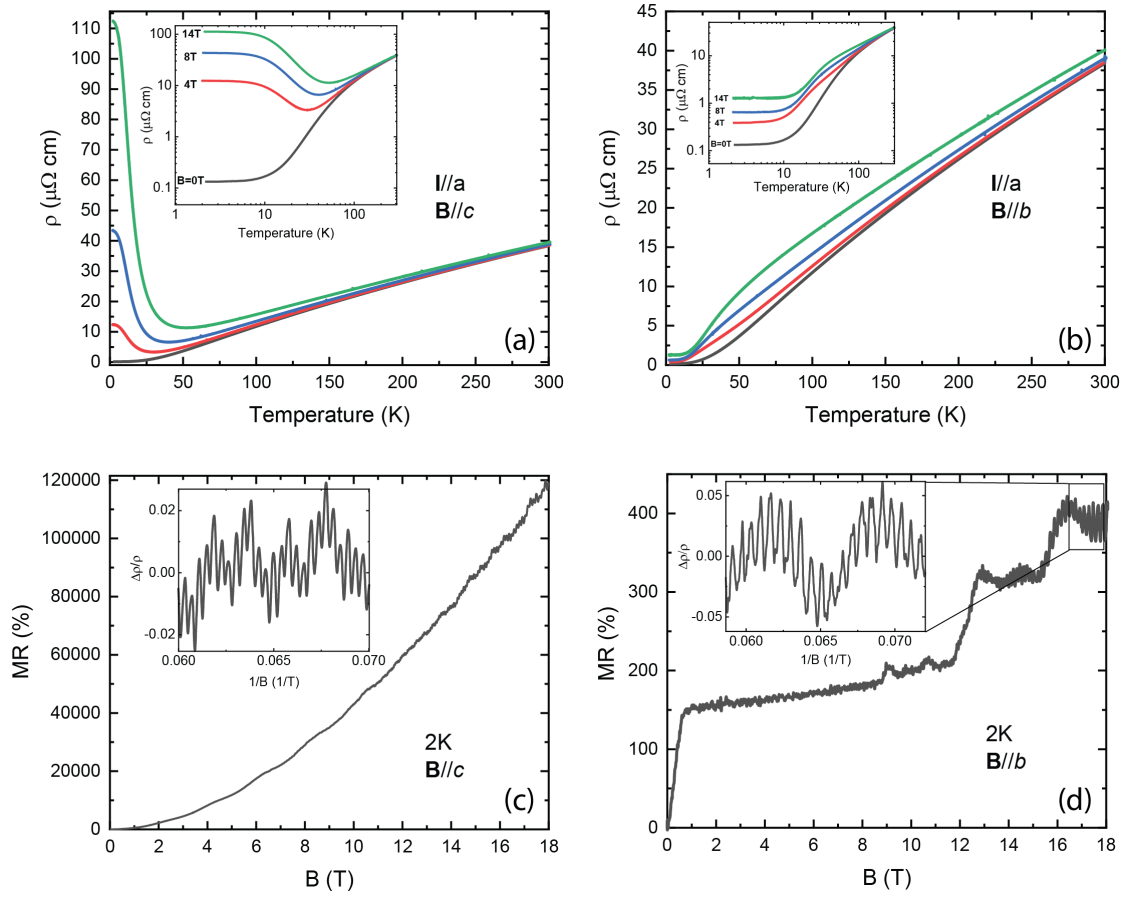 110
100
90
80
70
60
50
40
30
20
10
0
ρ (μΩ cm)
0 50 100 150 200 250 300
Temperature (K)
100
10
1
0.1
ρ (μΩ cm)
14T
8T
4T
B=0T
1 10 100
Temperature (K)
I//a
B//c
(a)
45
40
35
30
25
20
15
10
5
0
ρ (μΩ cm)
0 50 100 150 200 250 300
Temperature (K)
10
1
0.1
ρ (μΩ cm)
14T
8T
4T
B=0T
1 10 100
Temperature (K)
I//a
B//b
(b)
120000
100000
80000
60000
40000
20000
0
MR (%)
0 2 4 6 8 10 12 14 16 18
B (T)
0.02
0.00
-0.02
Δρ/ρ
0.060 0.065 0.070
1/B (1/T)
2K
B//c
(c)
400
300
200
100
0
MR (%)
0 2 4 6 8 10 12 14 16 18
B (T)
0.05
0.00
-0.05
Δρ/ρ
0.060 0.065 0.070
1/B (1/T)
2K
B//b
(d)